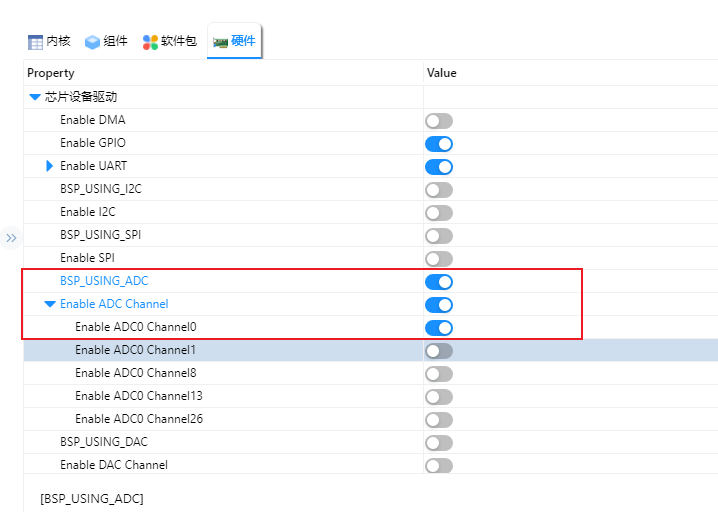 内核 组件 软件包 硬件
Property Value
芯片设备驱动
Enable DMA
Enable GPIO
Enable UART
BSP_USING_I2C
Enable I2C
BSP_USING_SPI
Enable SPI
BSP_USING_ADC
Enable ADC Channel
Enable ADC0 Channel0
Enable ADC0 Channel1
Enable ADC0 Channel8
Enable ADC0 Channel13
Enable ADC0 Channel26
BSP_USING_DAC
Enable DAC Channel
[BSP_USING_ADC]